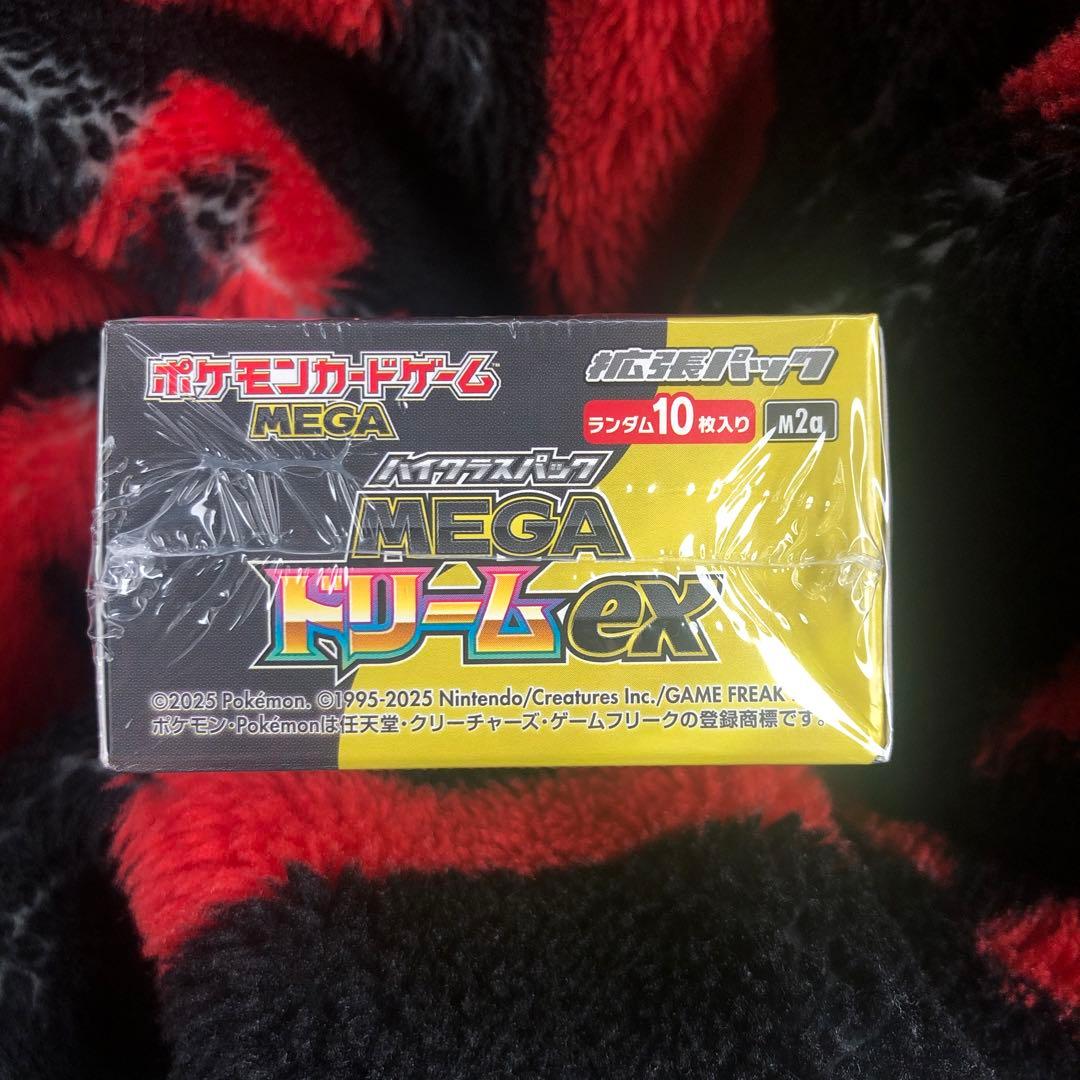 ポケモンカードゲーム
MEGA
拡張パック
ランダム10枚入り
M2a
ハイクラスパック
MEGA
ドリームex
©2025 Pokémon. ©1995-2025 Nintendo/Creatures Inc./GAME FREAK
ポケモン・Pokémonは任天堂・クリーチャーズ・ゲームフリークの登録商標です。